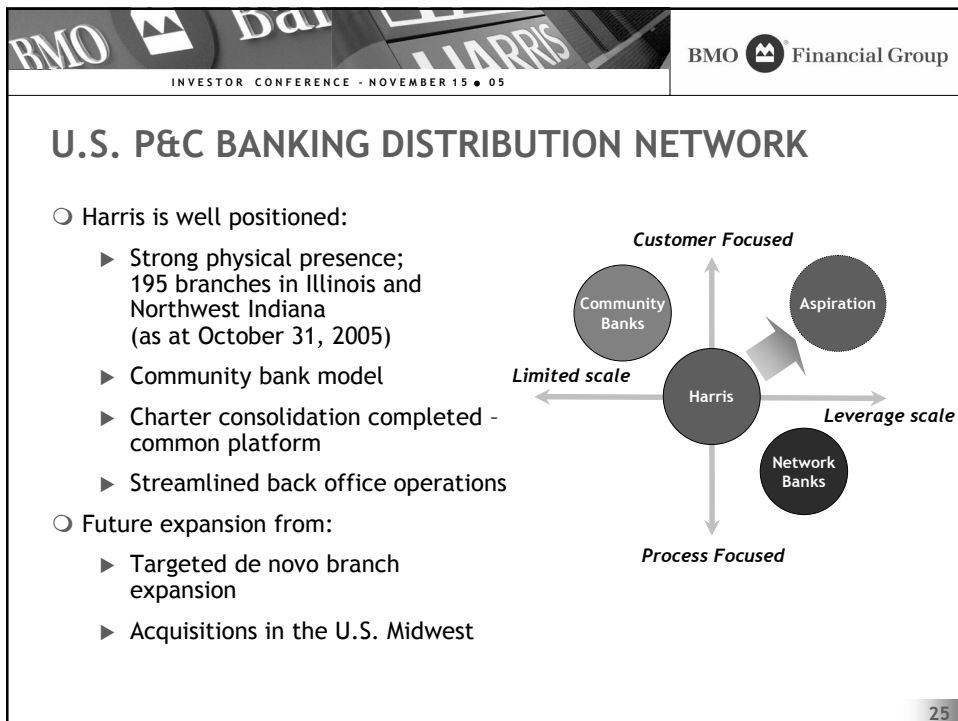 BMO
Bar
HARRIS
BMO Financial Group
INVESTOR CONFERENCE - NOVEMBER 15 ● 05
U.S. P&C BANKING DISTRIBUTION NETWORK
❍ Harris is well positioned:
▶ Strong physical presence;
195 branches in Illinois and
Northwest Indiana
(as at October 31, 2005)
▶ Community bank model
▶ Charter consolidation completed –
common platform
▶ Streamlined back office operations
❍ Future expansion from:
▶ Targeted de novo branch
expansion
▶ Acquisitions in the U.S. Midwest
Customer Focused
Community
Banks
Aspiration
Limited scale
Harris
Leverage scale
Network
Banks
Process Focused
25